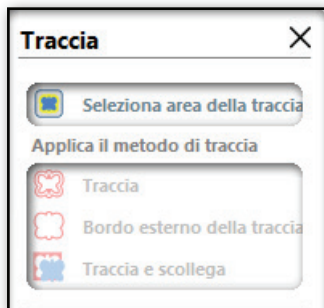 Traccia
Seleziona area della traccia
Applica il metodo di traccia
Traccia
Bordo esterno della traccia
Traccia e scollega